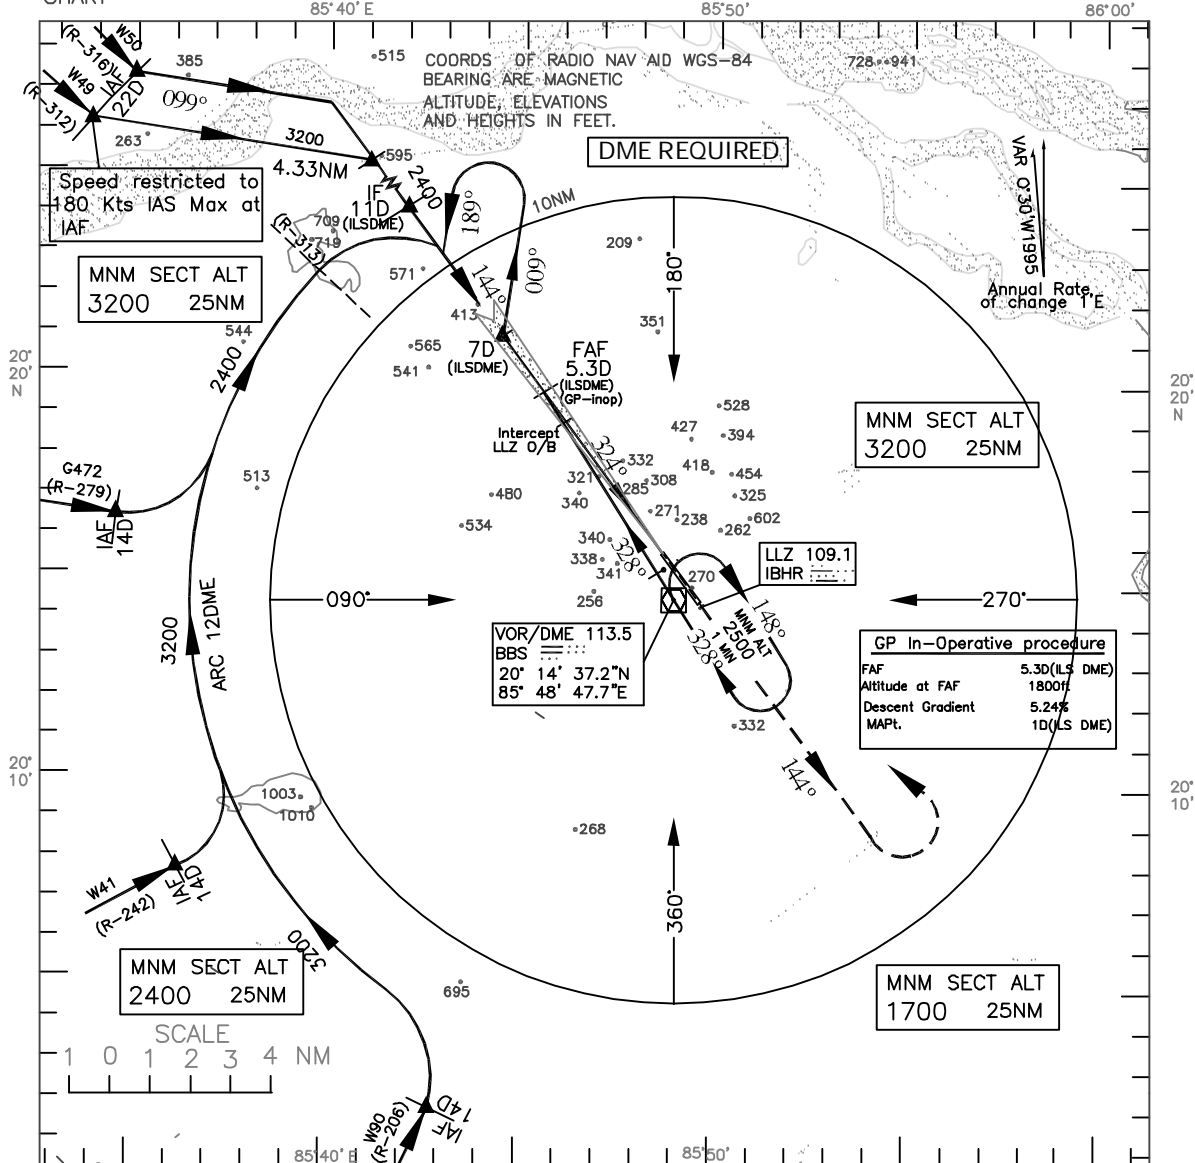 85°40' E
85°50'
86°00'
W50
(R-316)
385
515
COORDS OF RADIO NAV AID WGS-84
BEARING ARE MAGNETIC
ALTITUDE, ELEVATIONS
AND HEIGHTS IN FEET.
728
941
W49
(R-312)
IAF
22D
099°
263
3200
4.33NM
595
2400
DME REQUIRED
VAR 0°30'W1995
Annual Rate
of change 1'E
Speed restricted to
180 Kts IAS Max at
IAF
IF
11D
(ILSDME)
189°
10NM
709
719
(R-313)
209
180°
MNM SECT ALT
3200 25NM
571
144°
009°
413
351
544
565
541
7D
(ILSDME)
FAF
5.3D
(ILSDME)
(GP-inop)
20°
20'
N
20°
20'
N
2400
528
427
394
MNM SECT ALT
3200 25NM
Intercept
LLZ O/B
324°
332
418
454
G472
(R-279)
513
321
308
325
480
340
285
271
238
602
262
IAF
14D
534
340
338
341
328°
256
270
LLZ 109.1
IBHR
090°
270°
3200
ARC 12DME
VOR/DME 113.5
BBS
20° 14' 37.2"N
85° 48' 47.7"E
148°
MNM ALT
2500
1 MIN
328°
GP In-Operative procedure
FAF 5.3D(ILS DME)
Altitude at FAF 1800ft
Descent Gradient 5.24%
MAPt. 1D(ILS DME)
332
20°
10'
20°
10'
144°
1003
1010
268
W41
(R-242)
IAF
14D
360°
3200
MNM SECT ALT
2400 25NM
695
MNM SECT ALT
1700 25NM
SCALE
1 0 1 2 3 4 NM
W90
(R-206)
IAF
14D
85°40' E
85°50'